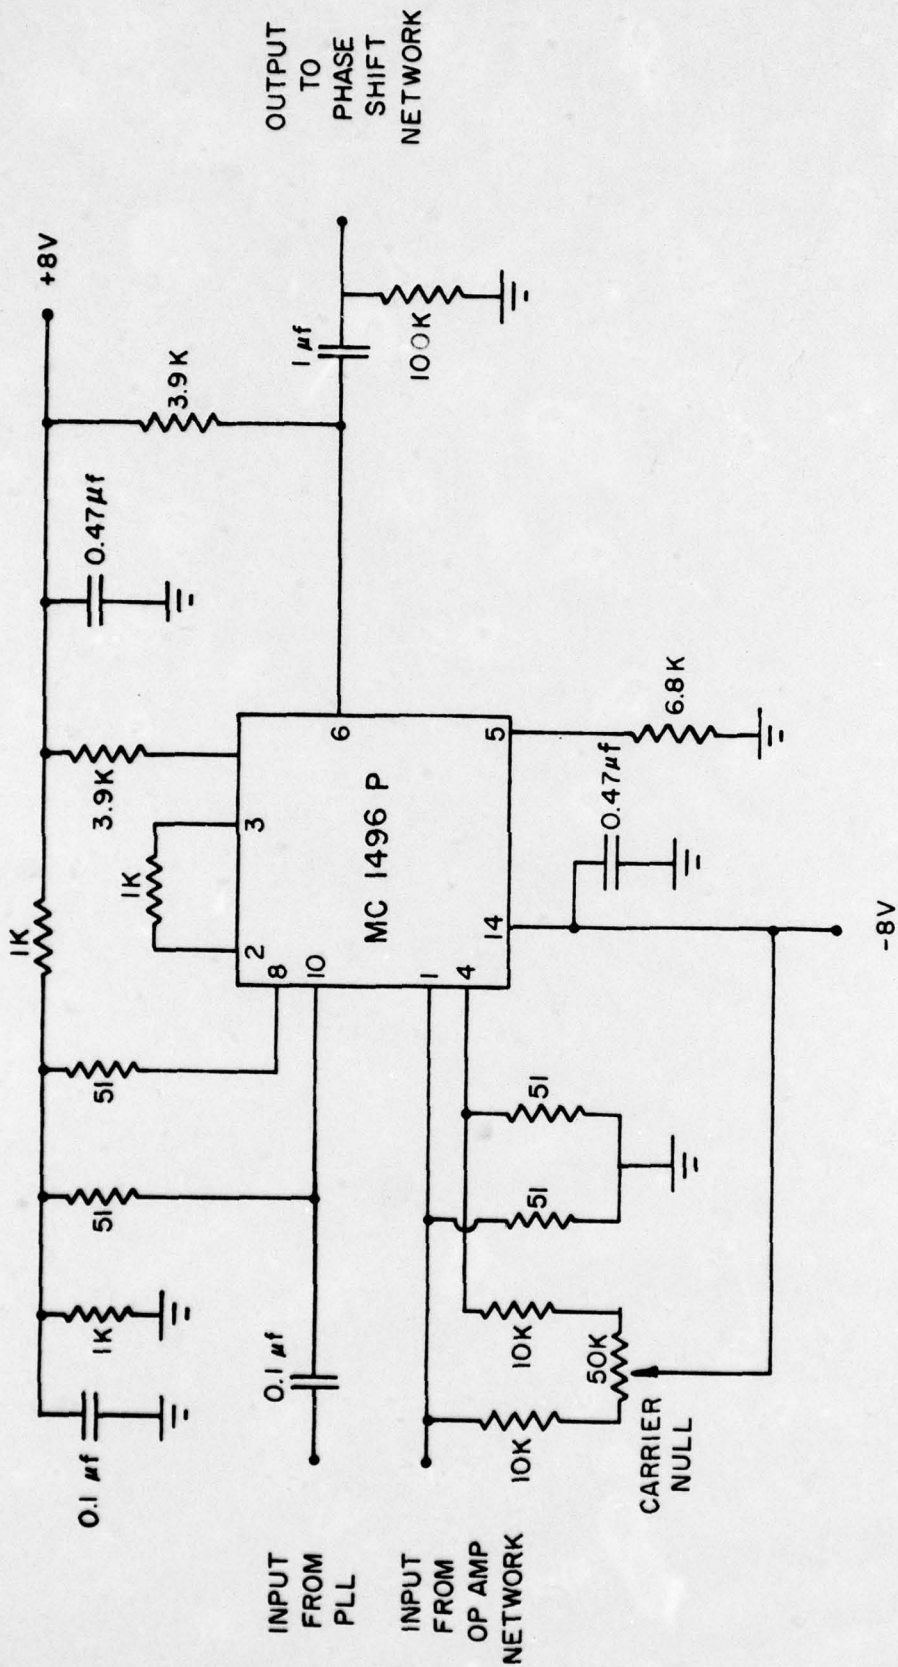 0.1 µf
1K
51
51
1K
3.9K
0.47µf
+8V
3.9K
1K
OUTPUT
TO
PHASE
SHIFT
NETWORK
INPUT
FROM
PLL
0.1 µf
8
10
2
3
MC 1496 P
6
1 µf
100K
INPUT
FROM
OP AMP
NETWORK
1
4
14
5
10K
10K
51
51
50K
CARRIER
NULL
0.47µf
6.8K
-8V